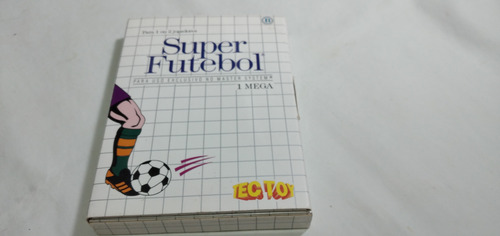 Para 1 ou 2 jogadores
Super
Futebol
PARA USO EXCLUSIVO NO MASTER SYSTEM
1 MEGA
TEC TOY